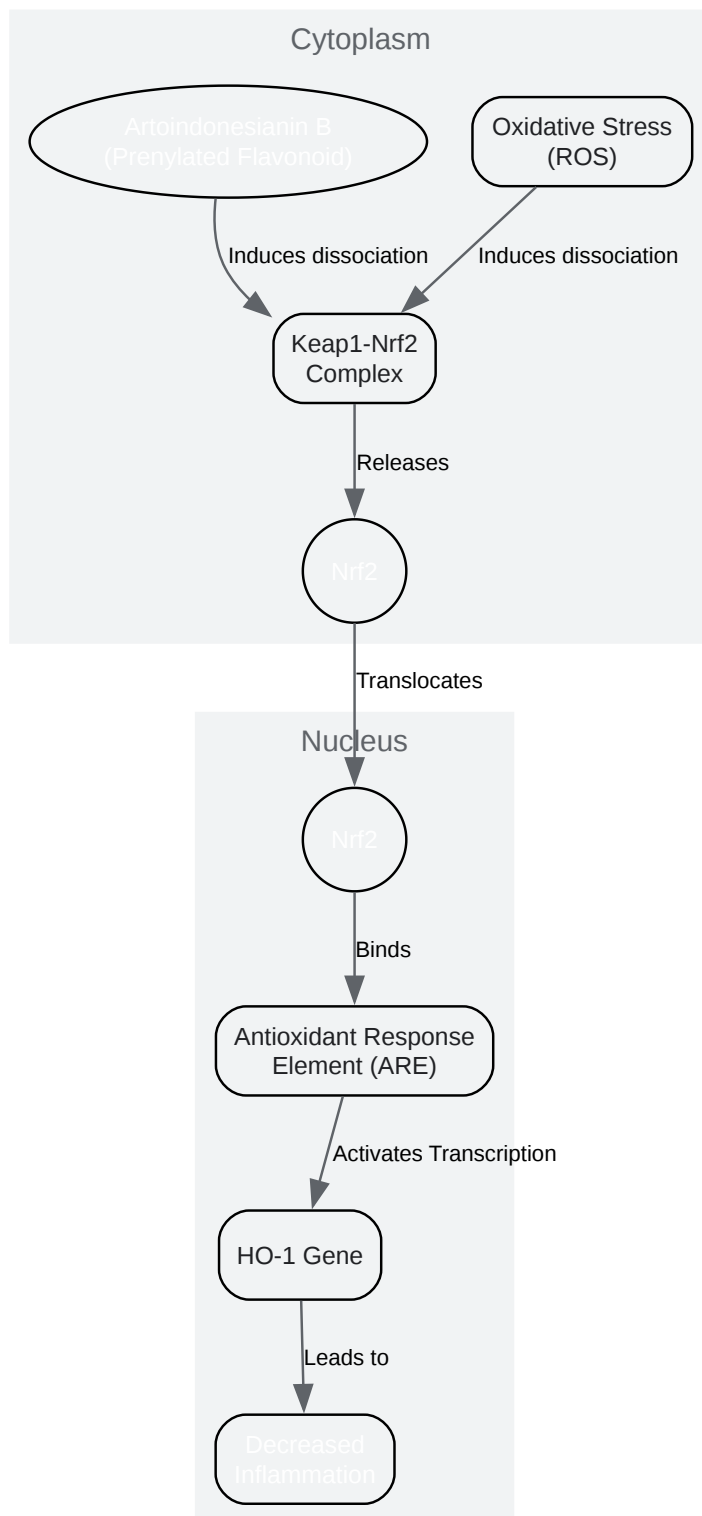 Cytoplasm
Artoindonesianin B
(Prenylated Flavonoid)
Oxidative Stress
(ROS)
Induces dissociation
Induces dissociation
Keap1-Nrf2
Complex
Releases
Nrf2
Translocates
Nucleus
Nrf2
Binds
Antioxidant Response
Element (ARE)
Activates Transcription
HO-1 Gene
Leads to
Decreased
Inflammation